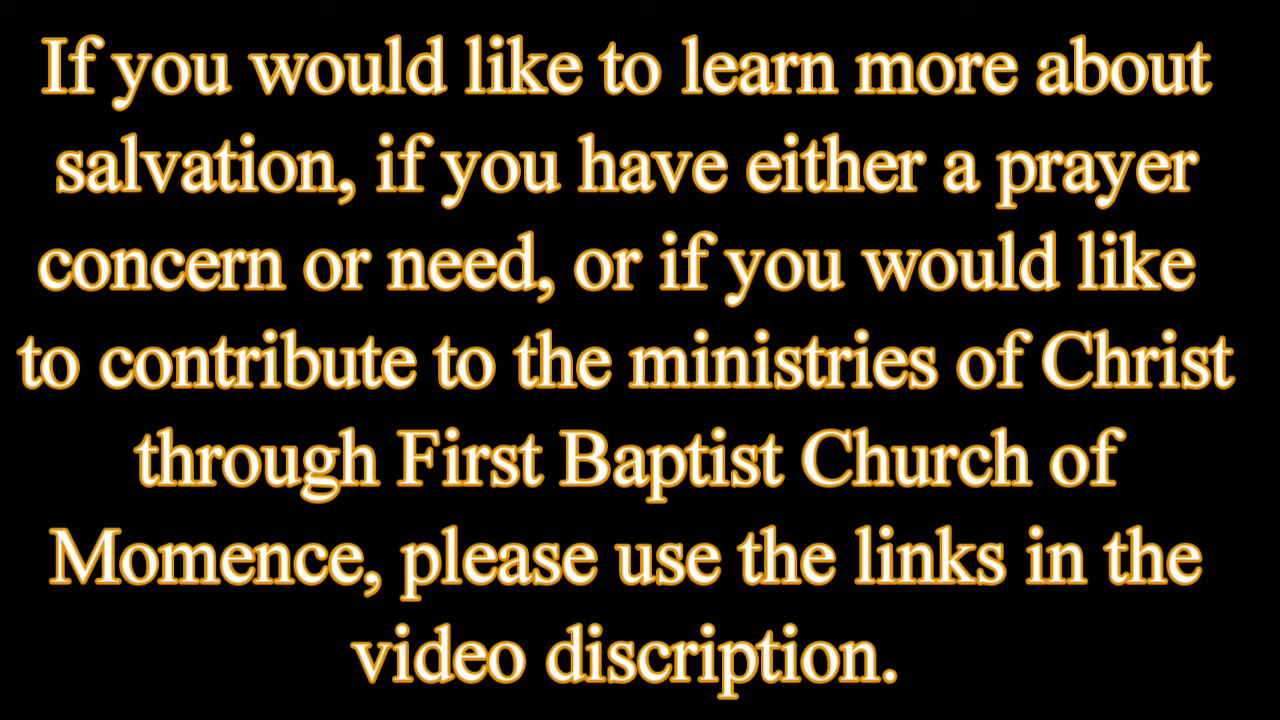 If you would like to learn more about
salvation, if you have either a prayer
concern or need, or if you would like
to contribute to the ministries of Christ
through First Baptist Church of
Momence, please use the links in the
video discription.